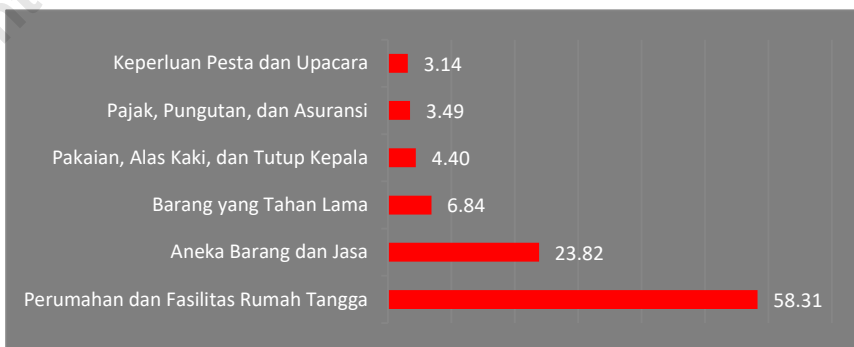 Keperluan Pesta dan Upacara 3.14
Pajak, Pungutan, dan Asuransi 3.49
Pakaian, Alas Kaki, dan Tutup Kepala 4.40
Barang yang Tahan Lama 6.84
Aneka Barang dan Jasa 23.82
Perumahan dan Fasilitas Rumah Tangga 58.31